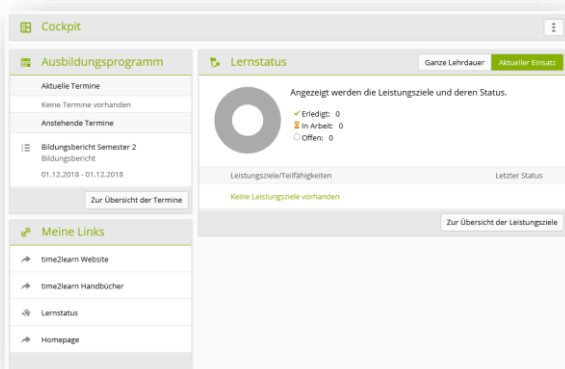 Cockpit
Ausbildungsprogramm
Aktuelle Termine
Keine Termine vorhanden
Anstehende Termine
Bildungsbericht Semester 2
Bildungsbericht
01.12.2018 - 01.12.2018
Zur Übersicht der Termine
Meine Links
time2learn Website
time2learn Handbücher
Lernstatus
Homepage
Lernstatus
Ganze Lehrdauer Aktueller Einsatz
Angezeigt werden die Leistungsziele und deren Status.
Erledigt: 0
In Arbeit: 0
Offen: 0
Leistungsziele/Teilfähigkeiten Letzter Status
Keine Leistungsziele vorhanden
Zur Übersicht der Leistungsziele